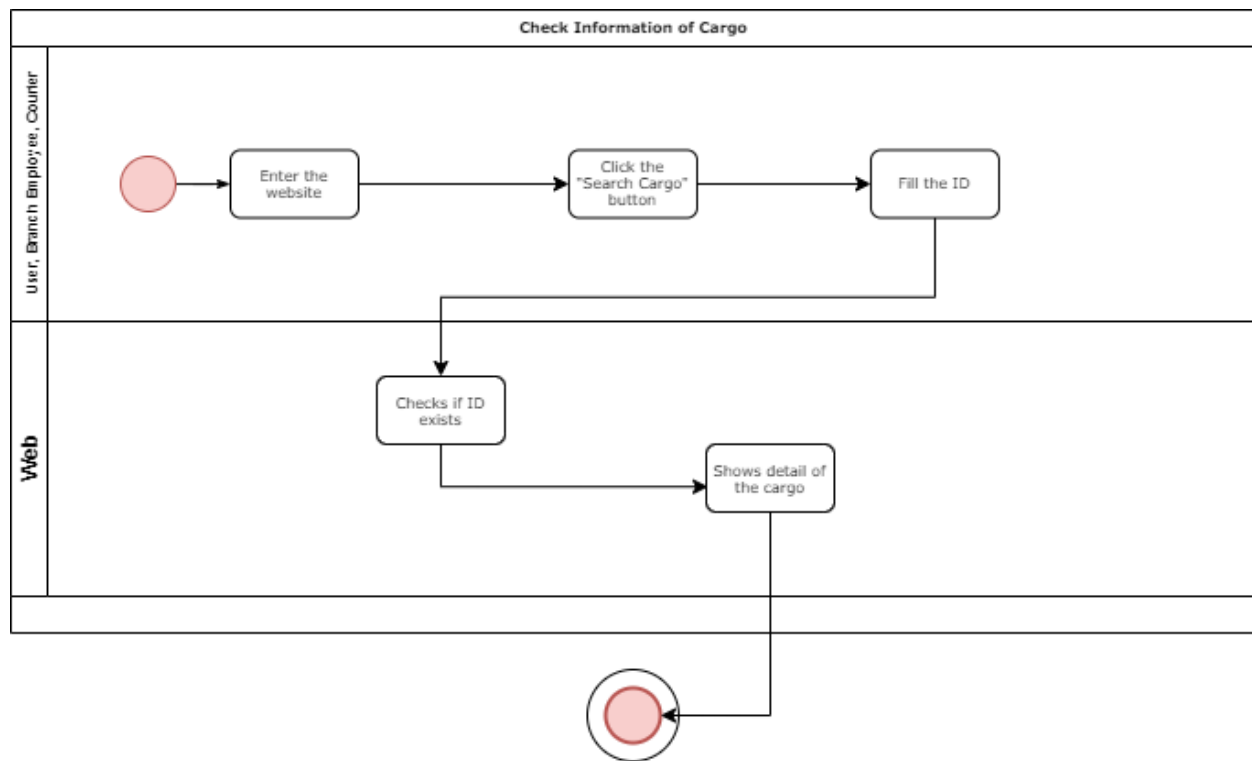 Check Information of Cargo
User, Branch Employee, Courier
Enter the
website
Click the
"Search Cargo"
button
Fill the ID
Web
Checks if ID
exists
Shows detail of
the cargo